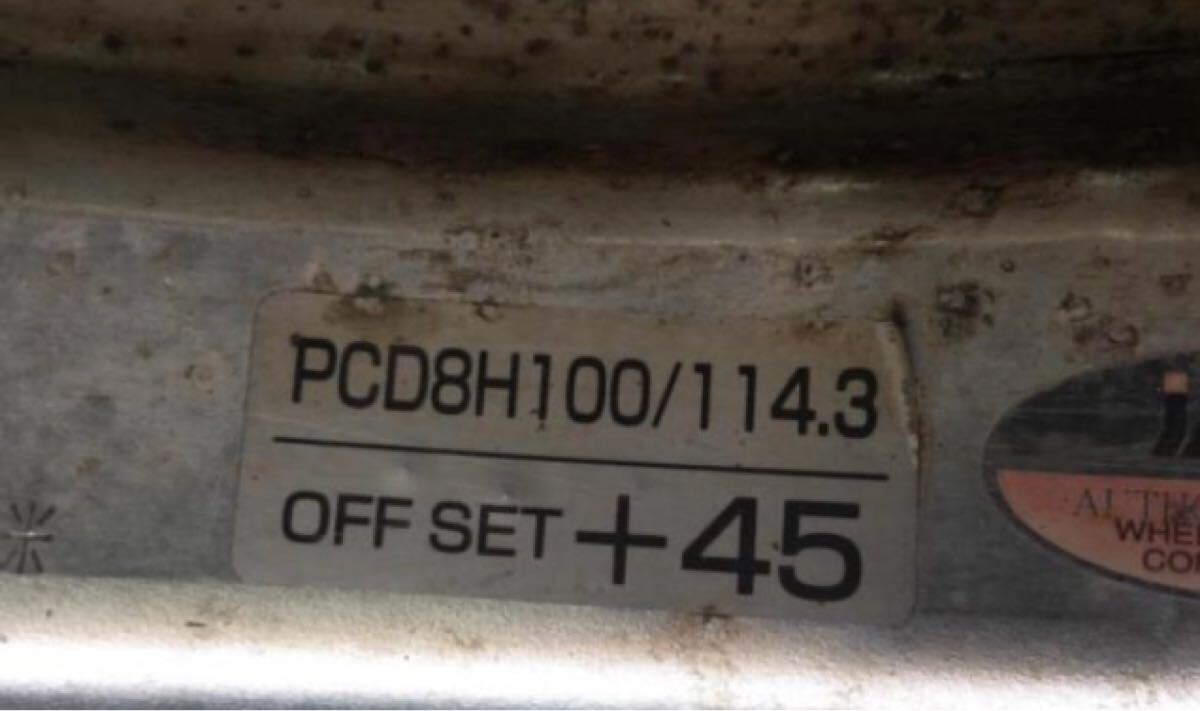 PCD8H100/114.3
OFF SET +45